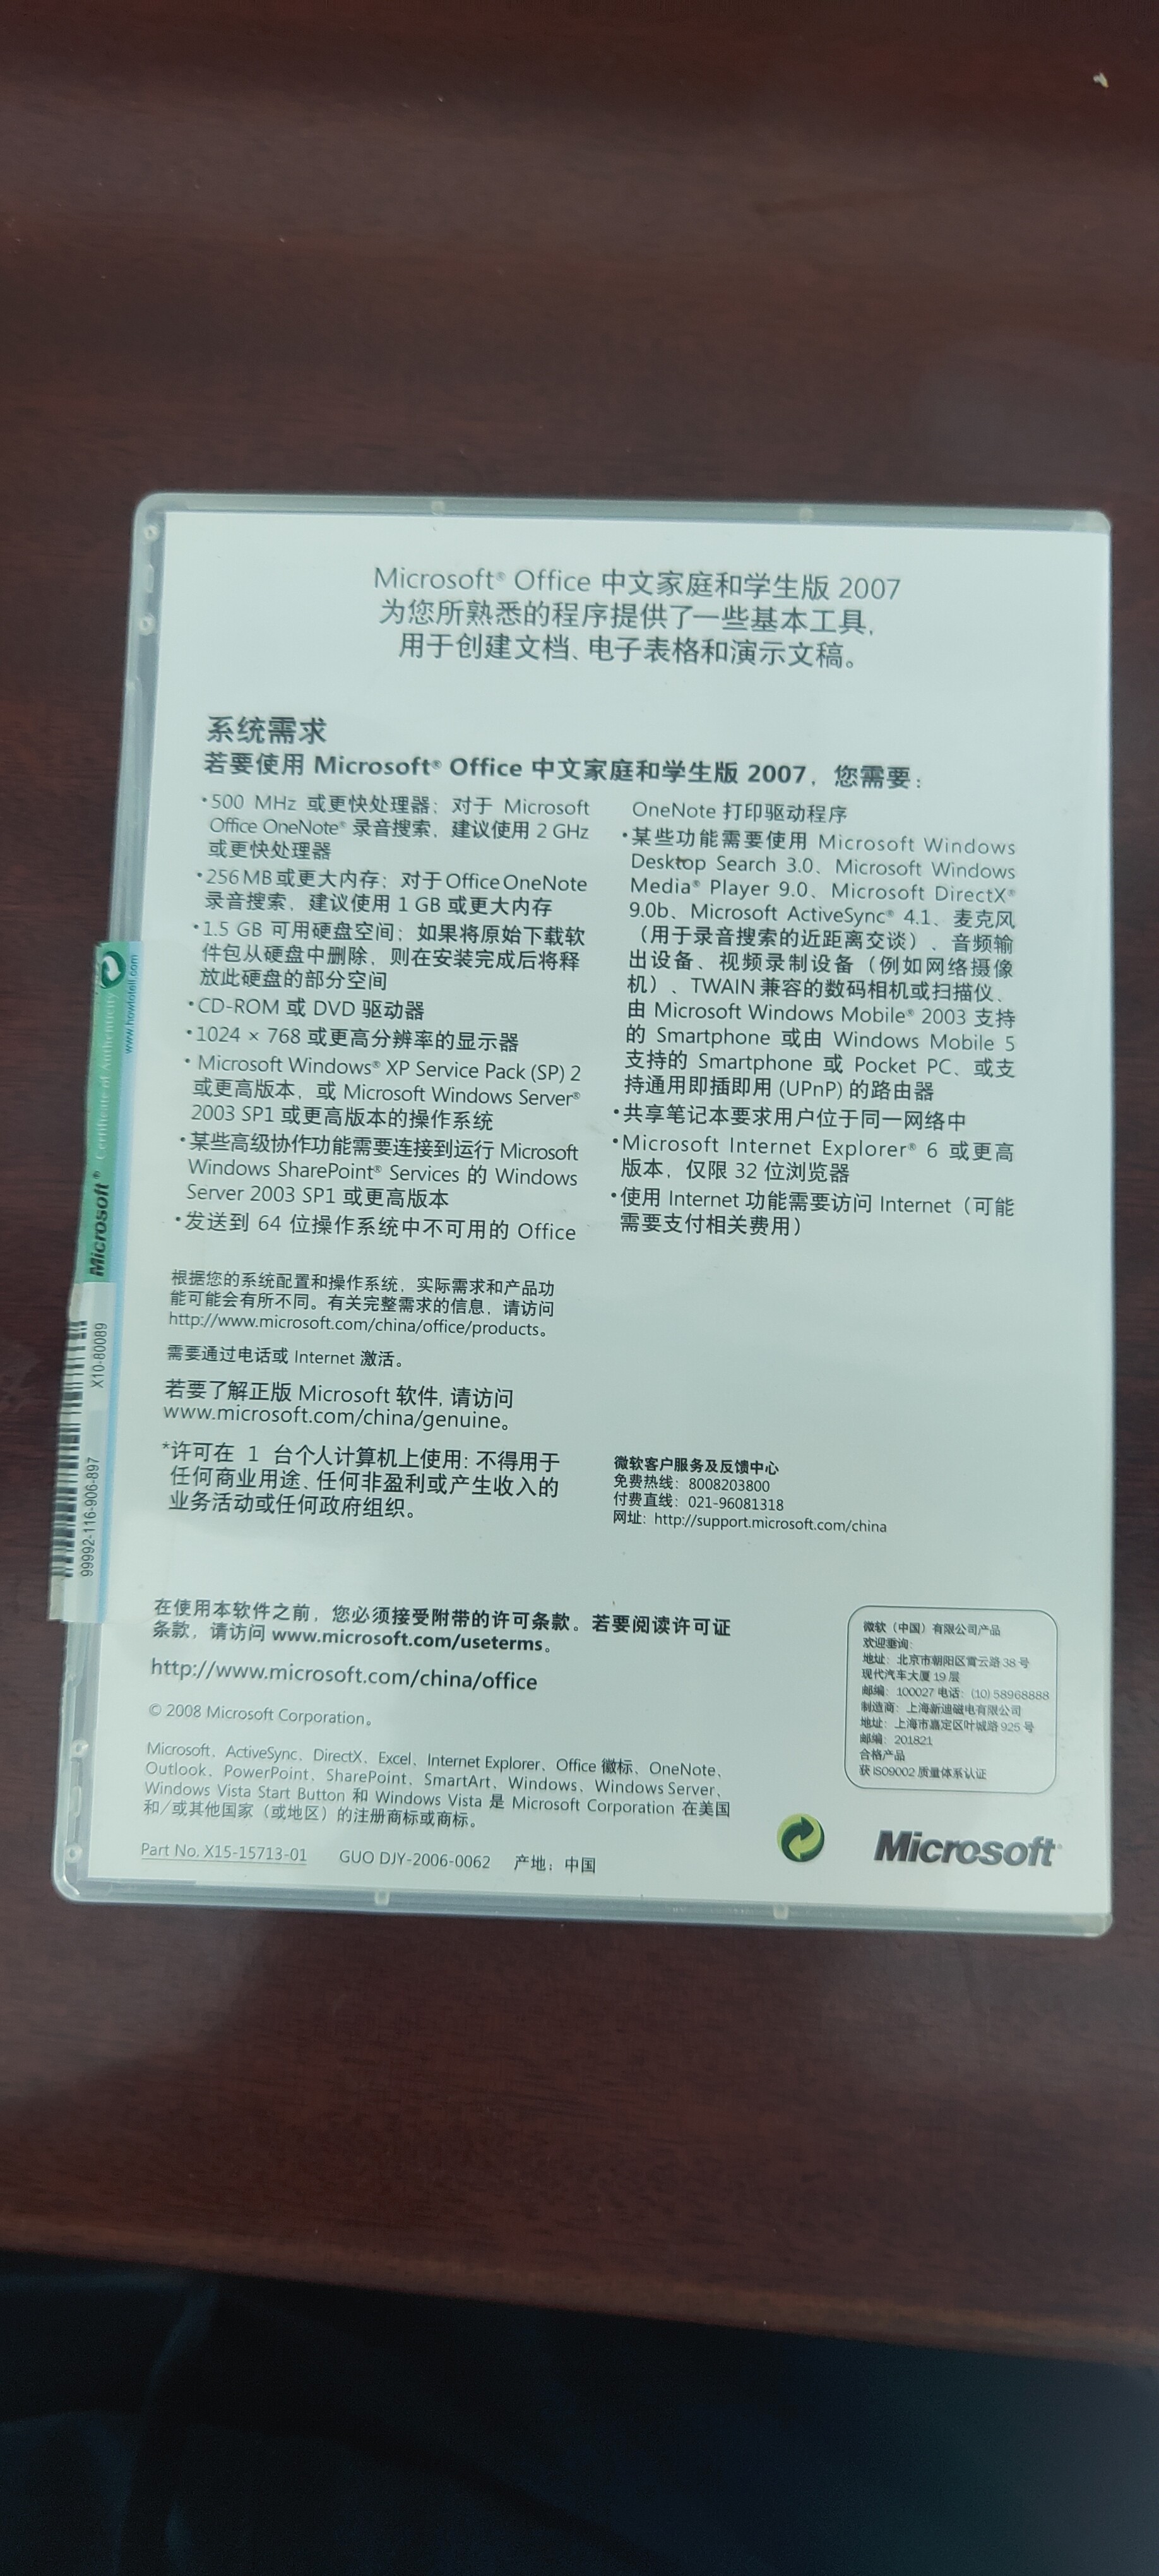 Microsoft® Office 中文家庭和学生版 2007
为您所熟悉的程序提供了一些基本工具,
用于创建文档、电子表格和演示文稿。
系统需求
若要使用 Microsoft® Office 中文家庭和学生版 2007，您需要：
•500 MHz 或更快处理器；对于 Microsoft
Office OneNote® 录音搜索，建议使用 2 GHz
或更快处理器
•256 MB 或更大内存；对于 Office OneNote
录音搜索，建议使用 1 GB 或更大内存
•1.5 GB 可用硬盘空间；如果将原始下载软
件包从硬盘中删除，则在安装完成后将释
放此硬盘的部分空间
•CD-ROM 或 DVD 驱动器
•1024 × 768 或更高分辨率的显示器
•Microsoft Windows® XP Service Pack (SP) 2
或更高版本，或 Microsoft Windows Server®
2003 SP1 或更高版本的操作系统
•某些高级协作功能需要连接到运行 Microsoft
Windows SharePoint® Services 的 Windows
Server 2003 SP1 或更高版本
•发送到 64 位操作系统中不可用的 Office
OneNote 打印驱动程序
•某些功能需要使用 Microsoft Windows
Desktop Search 3.0、Microsoft Windows
Media® Player 9.0、Microsoft DirectX®
9.0b、Microsoft ActiveSync® 4.1、麦克风
（用于录音搜索的近距离交谈）、音频输
出设备、视频录制设备（例如网络摄像
机）、TWAIN 兼容的数码相机或扫描仪、
由 Microsoft Windows Mobile® 2003 支持
的 Smartphone 或由 Windows Mobile 5
支持的 Smartphone 或 Pocket PC、或支
持通用即插即用 (UPnP) 的路由器
•共享笔记本要求用户位于同一网络中
•Microsoft Internet Explorer® 6 或更高
版本，仅限 32 位浏览器
•使用 Internet 功能需要访问 Internet（可能
需要支付相关费用）
根据您的系统配置和操作系统，实际需求和产品功
能可能会有所不同。有关完整需求的信息，请访问
http://www.microsoft.com/china/office/products。
需要通过电话或 Internet 激活。
若要了解正版 Microsoft 软件, 请访问
www.microsoft.com/china/genuine。
*许可在 1 台个人计算机上使用: 不得用于
任何商业用途、任何非盈利或产生收入的
业务活动或任何政府组织。
微软客户服务及反馈中心
免费热线：8008203800
付费直线：021-96081318
网址：http://support.microsoft.com/china
在使用本软件之前，您必须接受附带的许可条款。若要阅读许可证
条款，请访问 www.microsoft.com/useterms。
http://www.microsoft.com/china/office
© 2008 Microsoft Corporation。
Microsoft、ActiveSync、DirectX、Excel、Internet Explorer、Office 徽标、OneNote、
Outlook、PowerPoint、SharePoint、SmartArt、Windows、Windows Server、
Windows Vista Start Button 和 Windows Vista 是 Microsoft Corporation 在美国
和/或其他国家（或地区）的注册商标或商标。
Part No. X15-15713-01 GUO DJY-2006-0062 产地：中国
微软（中国）有限公司产品
欢迎垂询:
地址：北京市朝阳区霄云路 38 号
现代汽车大厦 19 层
邮编：100027 电话：(10) 58968888
制造商：上海新迪磁电有限公司
地址：上海市嘉定区叶城路 925 号
邮编：201821
合格产品
获 ISO9002 质量体系认证
Microsoft®
Microsoft® Certificate of Authenticity
www.howtotell.com
X10-80089
99992-116-906-897